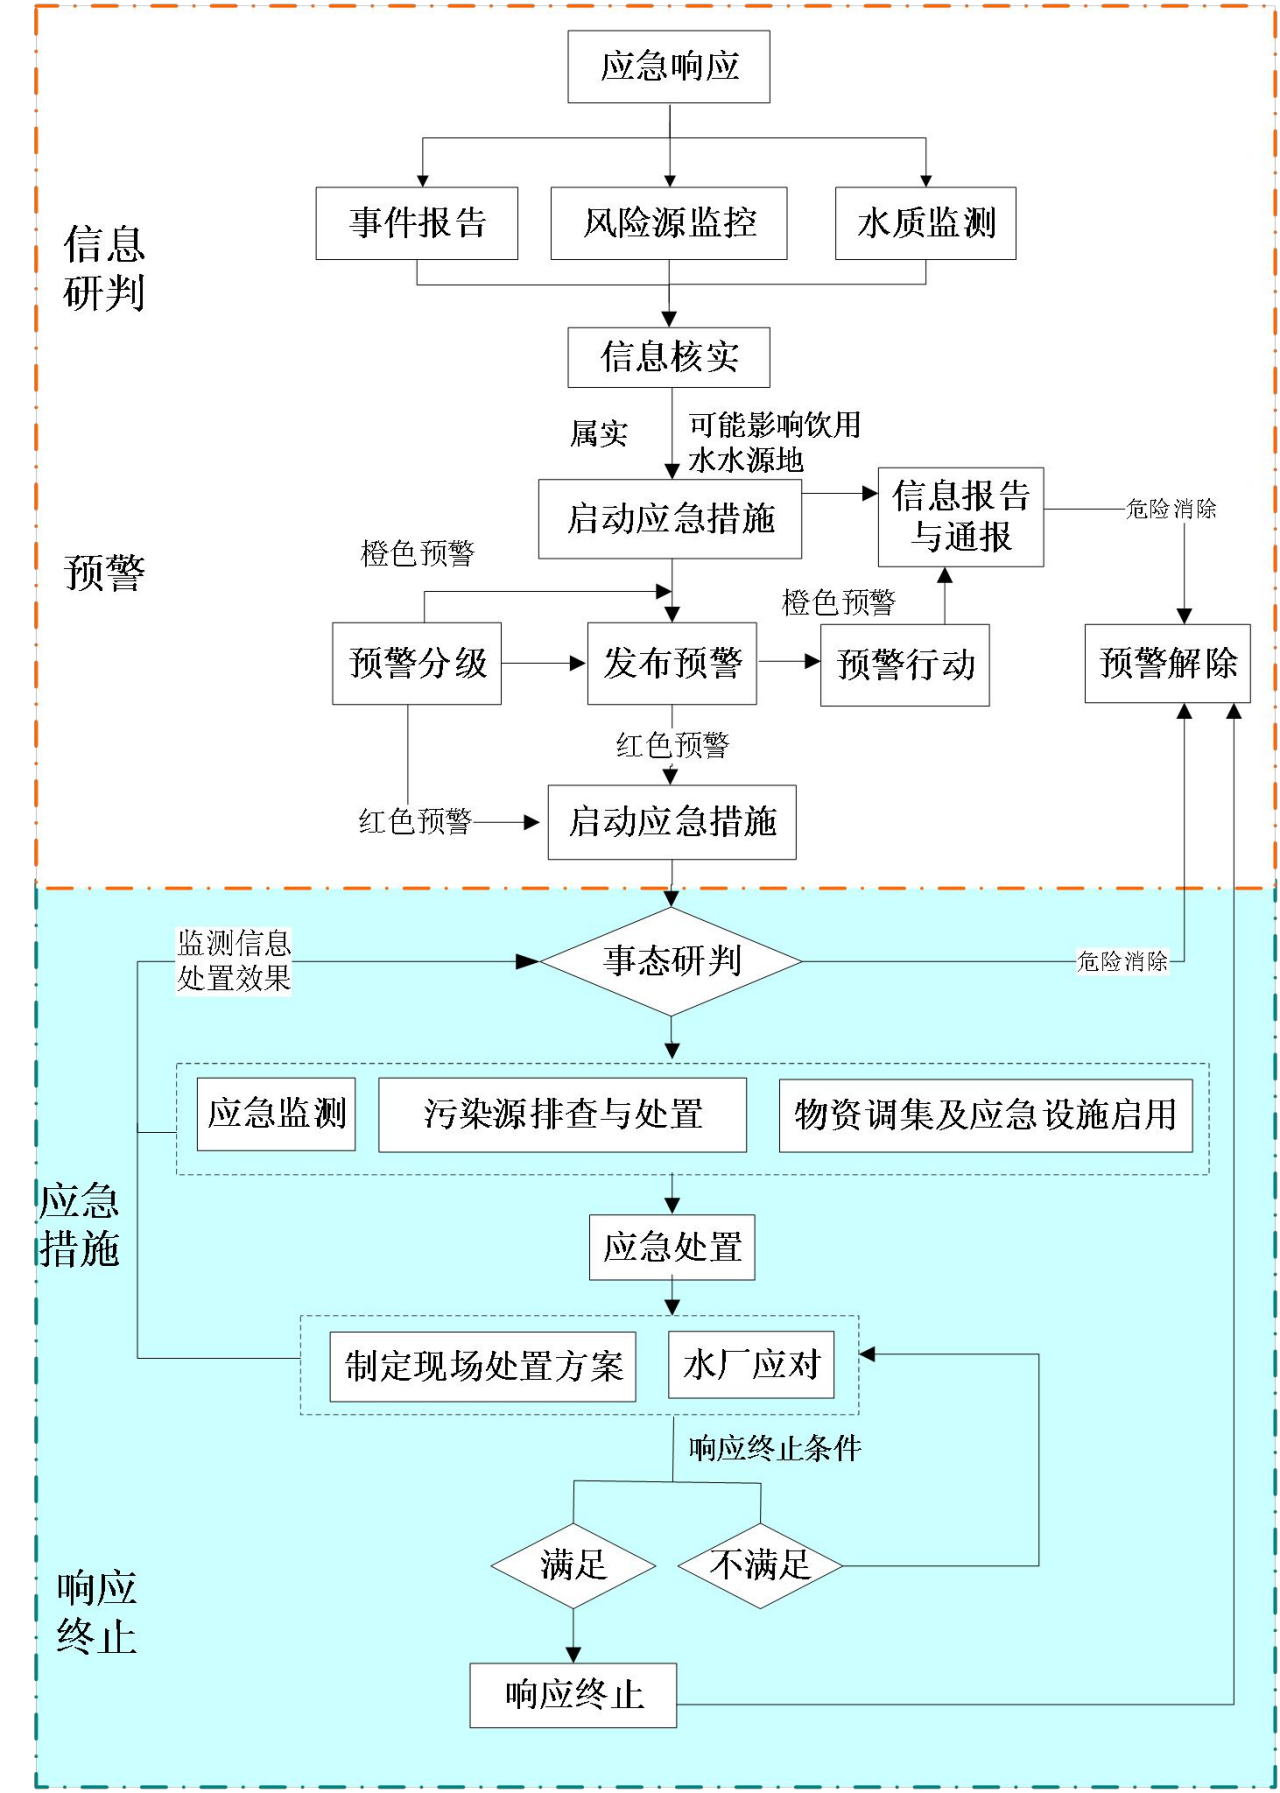 应急响应
事件报告
风险源监控
水质监测
信息
研判
信息核实
属实
可能影响饮用
水水源地
启动应急措施
信息报告
与通报
危险消除
预警
橙色预警
橙色预警
预警分级
发布预警
预警行动
预警解除
红色预警
红色预警
启动应急措施
监测信息
处置效果
事态研判
危险消除
应急监测
污染源排查与处置
物资调集及应急设施启用
应急
措施
应急处置
制定现场处置方案
水厂应对
响应终止条件
满足
不满足
响应
终止
响应终止